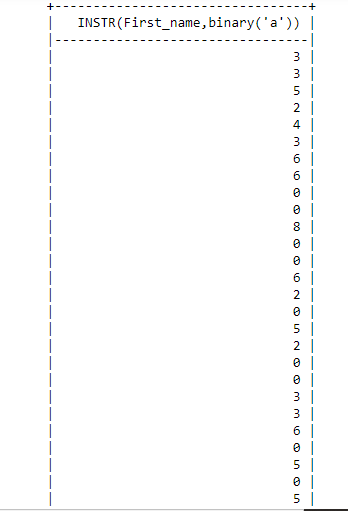 +--------------------------------+
| INSTR(First_name,binary('a')) |
|--------------------------------|
| 3 |
| 3 |
| 5 |
| 2 |
| 4 |
| 3 |
| 6 |
| 6 |
| 0 |
| 0 |
| 8 |
| 0 |
| 0 |
| 6 |
| 2 |
| 0 |
| 5 |
| 2 |
| 0 |
| 0 |
| 3 |
| 3 |
| 6 |
| 0 |
| 5 |
| 0 |
| 5 |